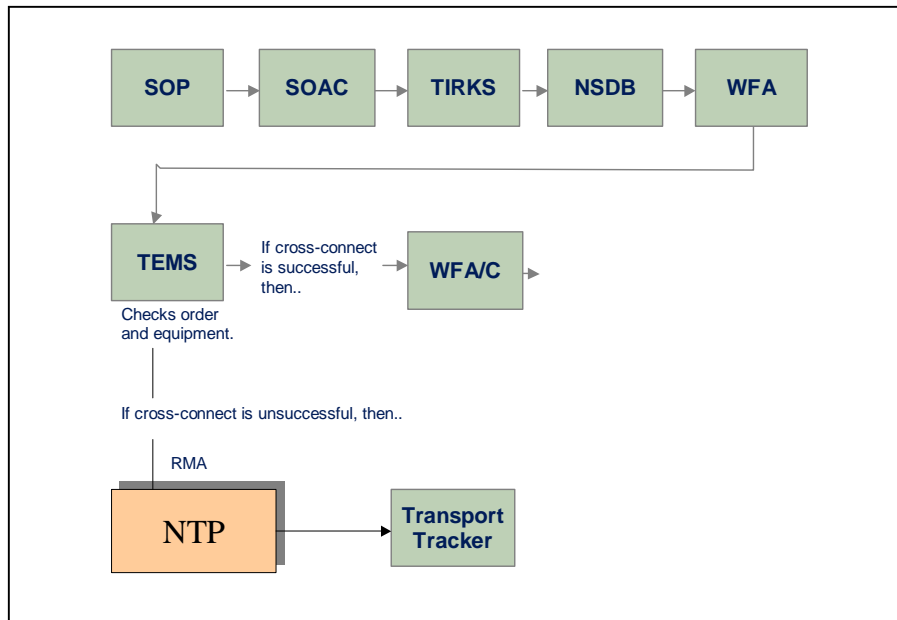 SOP
SOAC
TIRKS
NSDB
WFA
TEMS
If cross-connect
is successful,
then..
WFA/C
Checks order
and equipment.
If cross-connect is unsuccessful, then..
RMA
NTP
Transport
Tracker